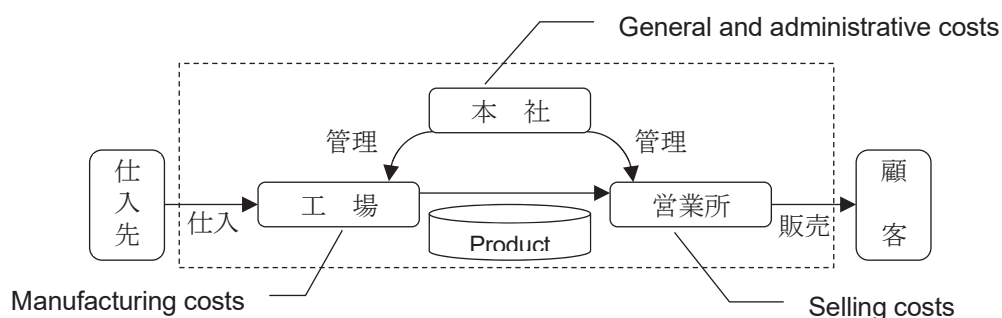 General and administrative costs
本 社
管理
管理
仕入先
仕入
工 場
Product
営業所
販売
顧 客
Manufacturing costs
Selling costs